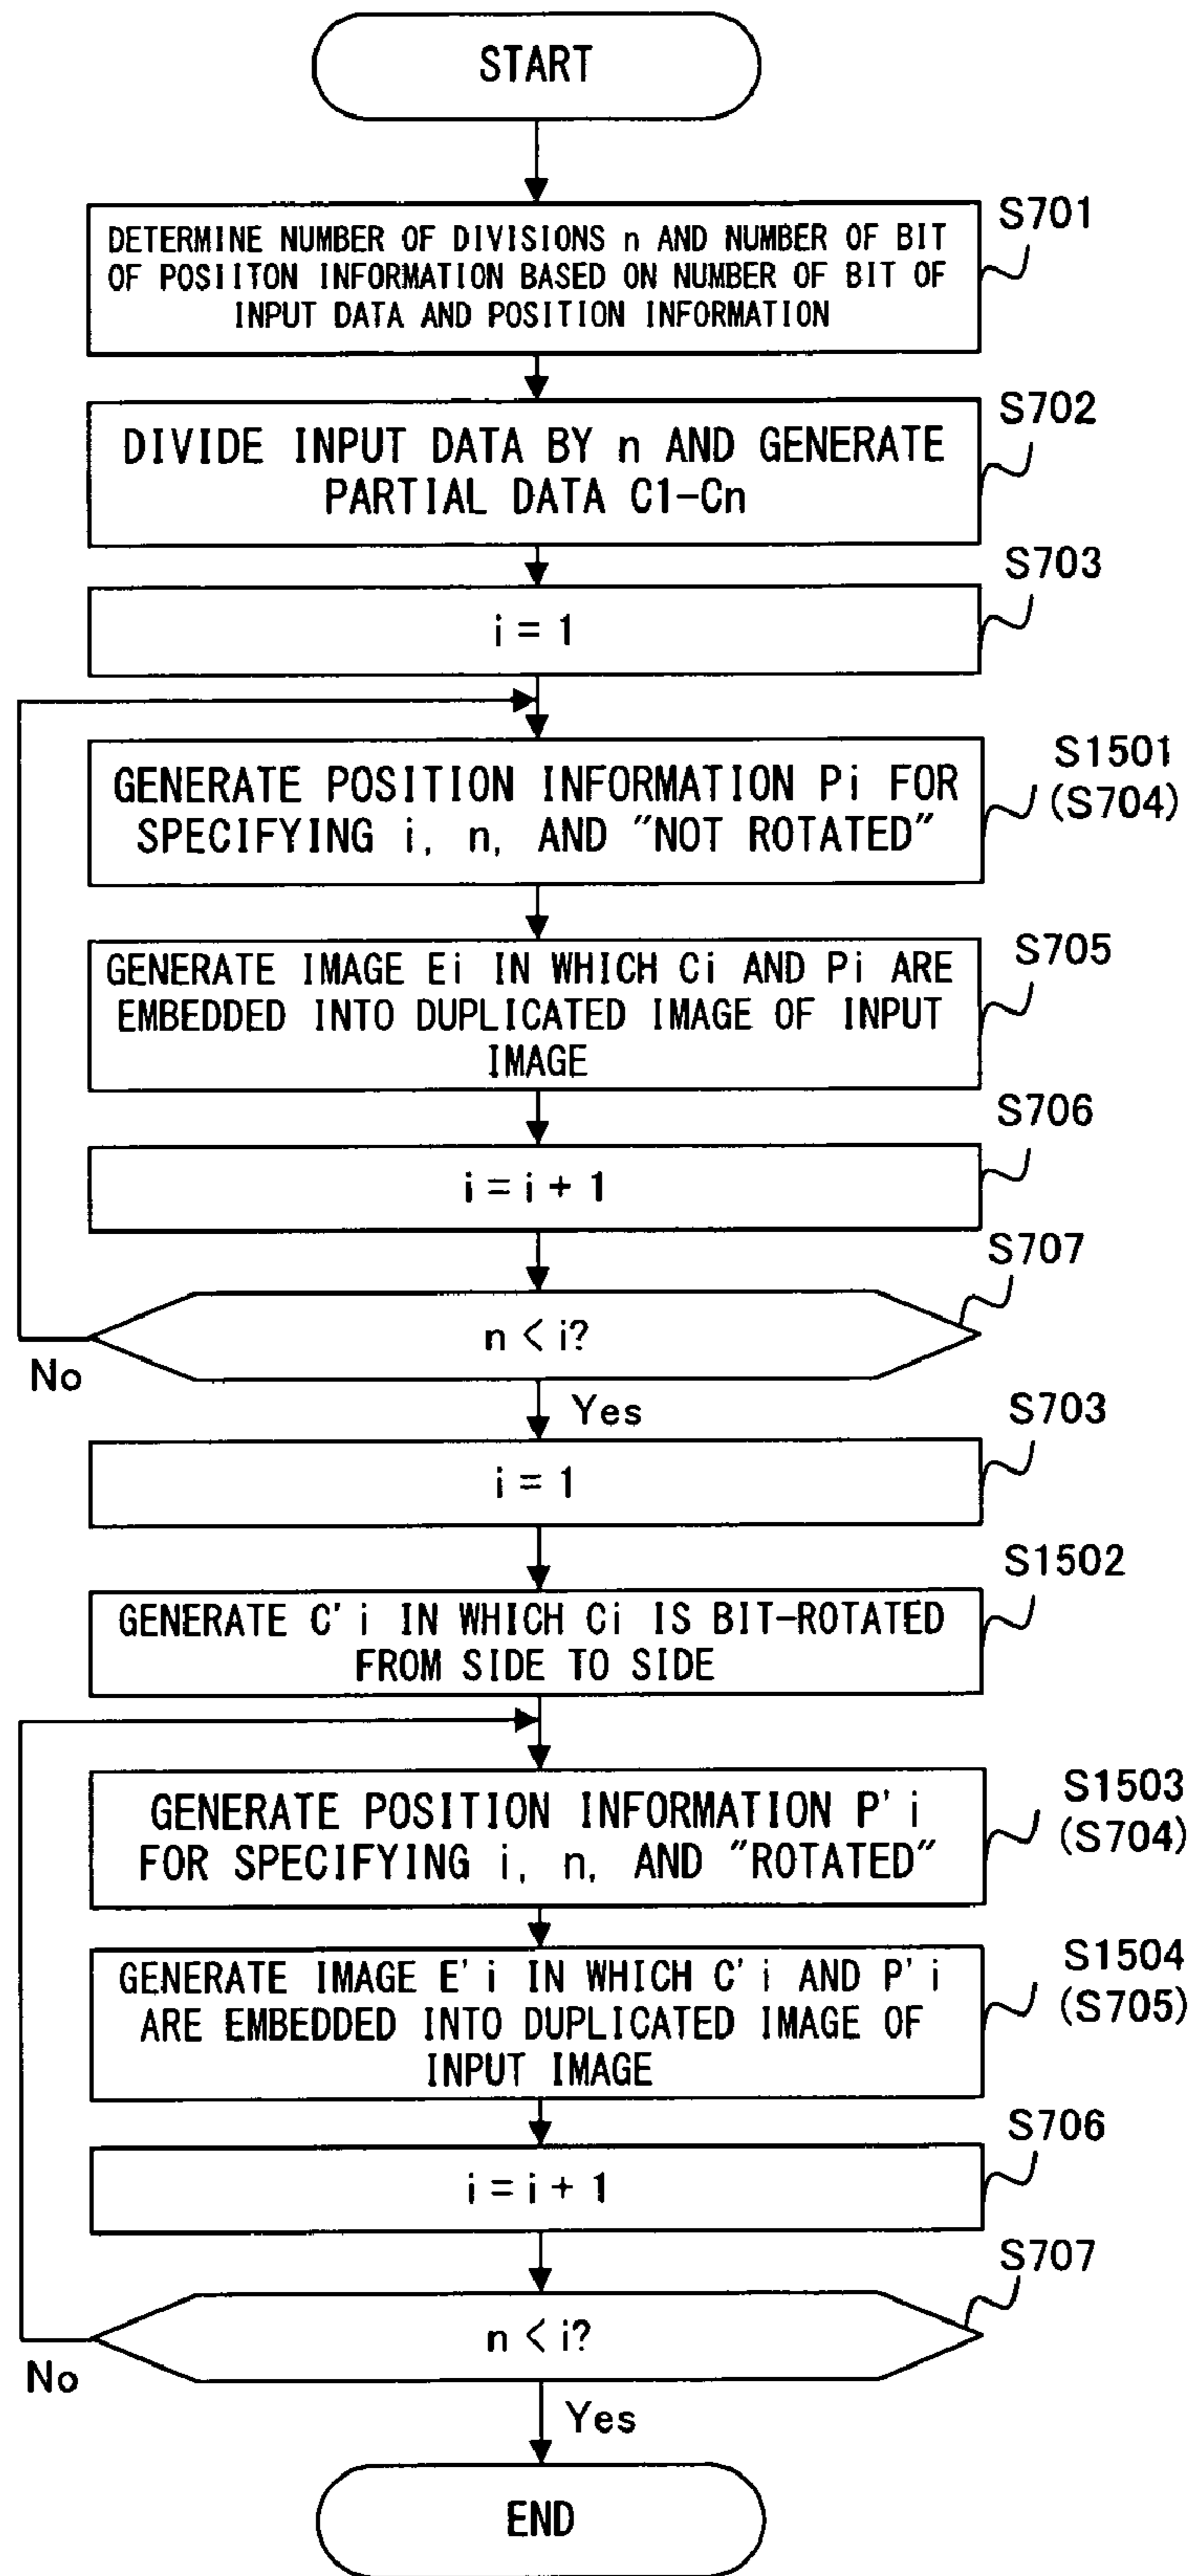 START
DETERMINE NUMBER OF DIVISIONS n AND NUMBER OF BIT
OF POSIITON INFORMATION BASED ON NUMBER OF BIT OF
INPUT DATA AND POSITION INFORMATION
S701
DIVIDE INPUT DATA BY n AND GENERATE
PARTIAL DATA C1-Cn
S702
i = 1
S703
GENERATE POSITION INFORMATION Pi FOR
SPECIFYING i, n, AND "NOT ROTATED"
S1501
(S704)
GENERATE IMAGE Ei IN WHICH Ci AND Pi ARE
EMBEDDED INTO DUPLICATED IMAGE OF INPUT
IMAGE
S705
i = i + 1
S706
n < i?
S707
No
Yes
i = 1
S703
GENERATE C'i IN WHICH Ci IS BIT-ROTATED
FROM SIDE TO SIDE
S1502
GENERATE POSITION INFORMATION P'i
FOR SPECIFYING i, n, AND "ROTATED"
S1503
(S704)
GENERATE IMAGE E'i IN WHICH C'i AND P'i
ARE EMBEDDED INTO DUPLICATED IMAGE OF
INPUT IMAGE
S1504
(S705)
i = i + 1
S706
n < i?
S707
No
Yes
END